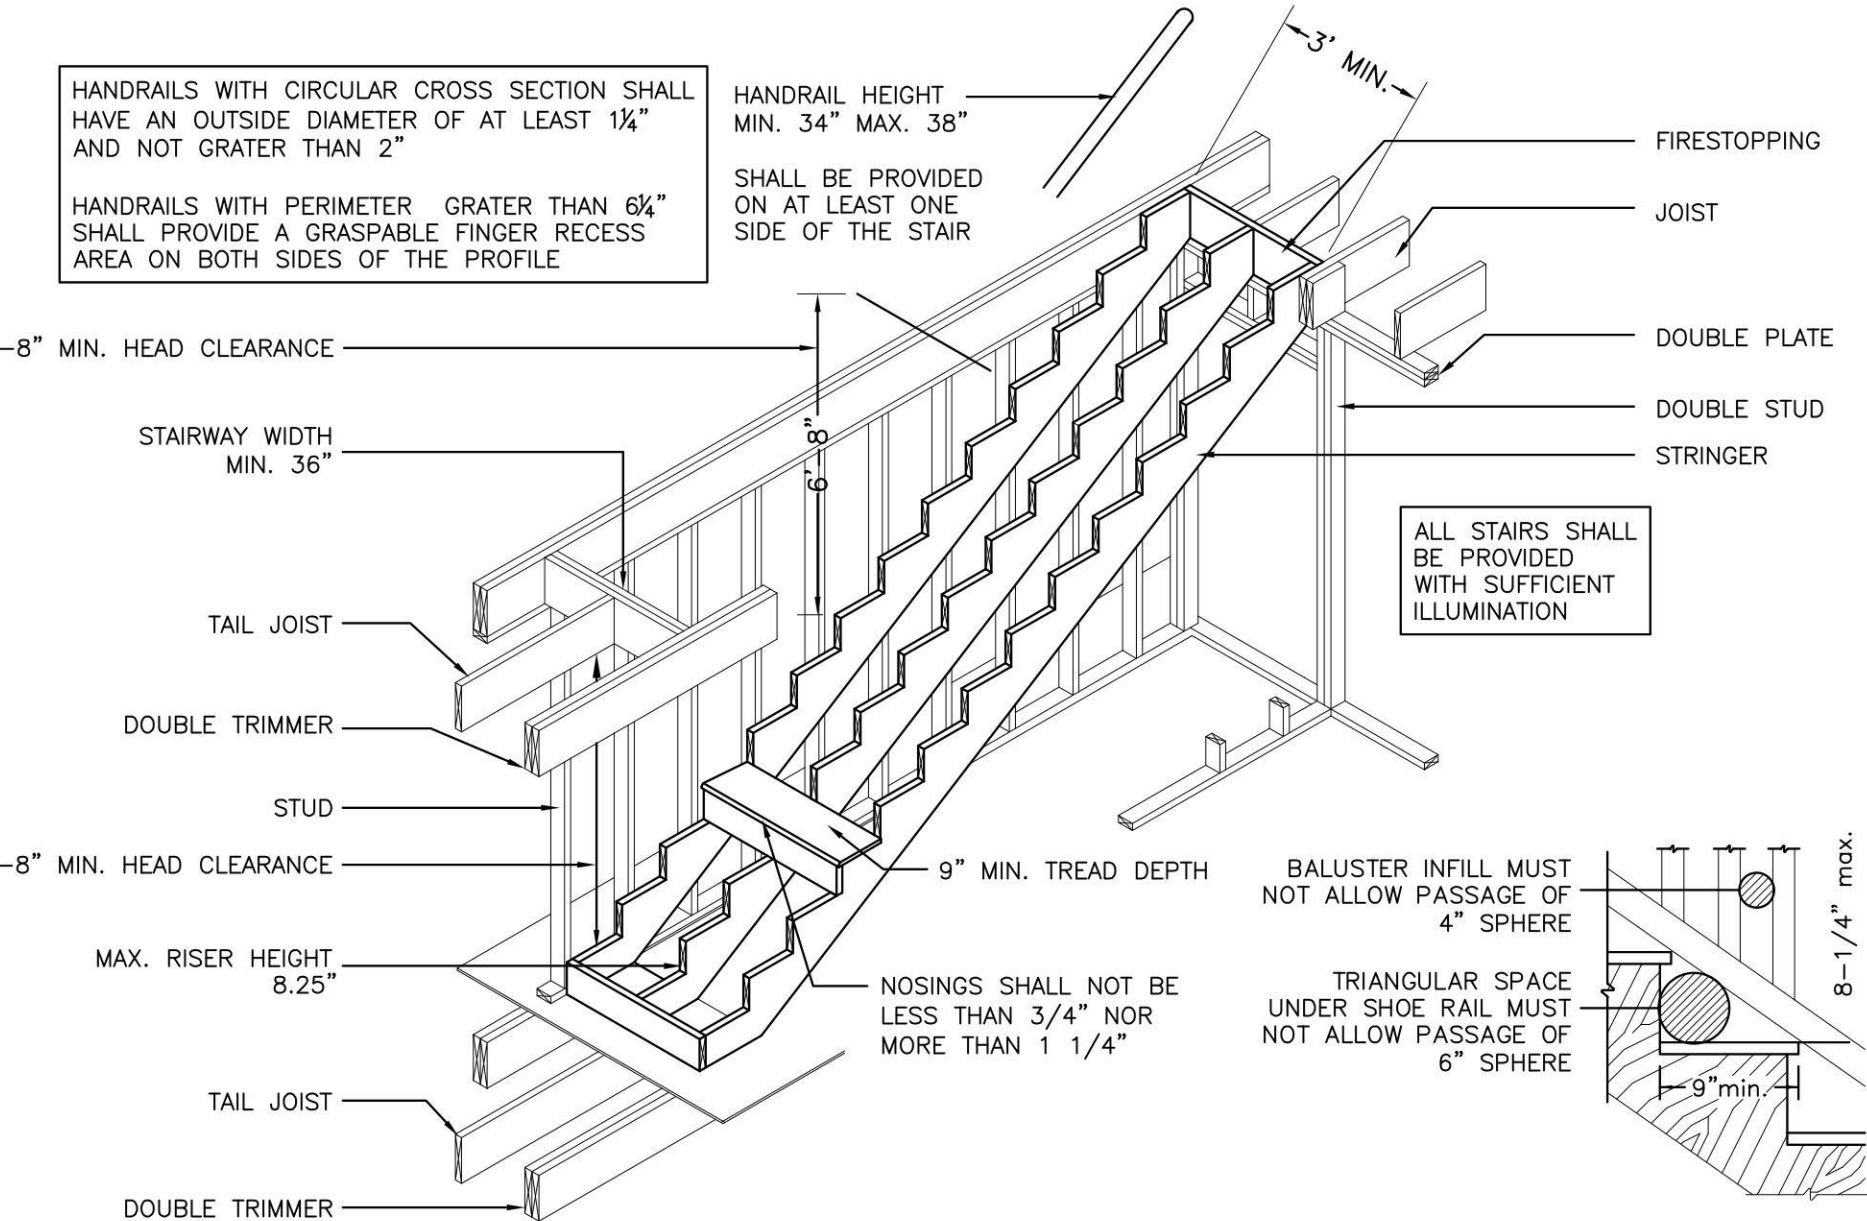 HANDRAILS WITH CIRCULAR CROSS SECTION SHALL
HAVE AN OUTSIDE DIAMETER OF AT LEAST 1¼"
AND NOT GRATER THAN 2"
HANDRAILS WITH PERIMETER GRATER THAN 6¼"
SHALL PROVIDE A GRASPABLE FINGER RECESS
AREA ON BOTH SIDES OF THE PROFILE
HANDRAIL HEIGHT
MIN. 34" MAX. 38"
SHALL BE PROVIDED
ON AT LEAST ONE
SIDE OF THE STAIR
3' MIN.
FIRESTOPPING
JOIST
DOUBLE PLATE
DOUBLE STUD
STRINGER
ALL STAIRS SHALL
BE PROVIDED
WITH SUFFICIENT
ILLUMINATION
-8" MIN. HEAD CLEARANCE
6'-8"
STAIRWAY WIDTH
MIN. 36"
TAIL JOIST
DOUBLE TRIMMER
STUD
-8" MIN. HEAD CLEARANCE
MAX. RISER HEIGHT
8.25"
TAIL JOIST
DOUBLE TRIMMER
9" MIN. TREAD DEPTH
NOSINGS SHALL NOT BE
LESS THAN 3/4" NOR
MORE THAN 1 1/4"
BALUSTER INFILL MUST
NOT ALLOW PASSAGE OF
4" SPHERE
TRIANGULAR SPACE
UNDER SHOE RAIL MUST
NOT ALLOW PASSAGE OF
6" SPHERE
8-1/4" max.
9"min.